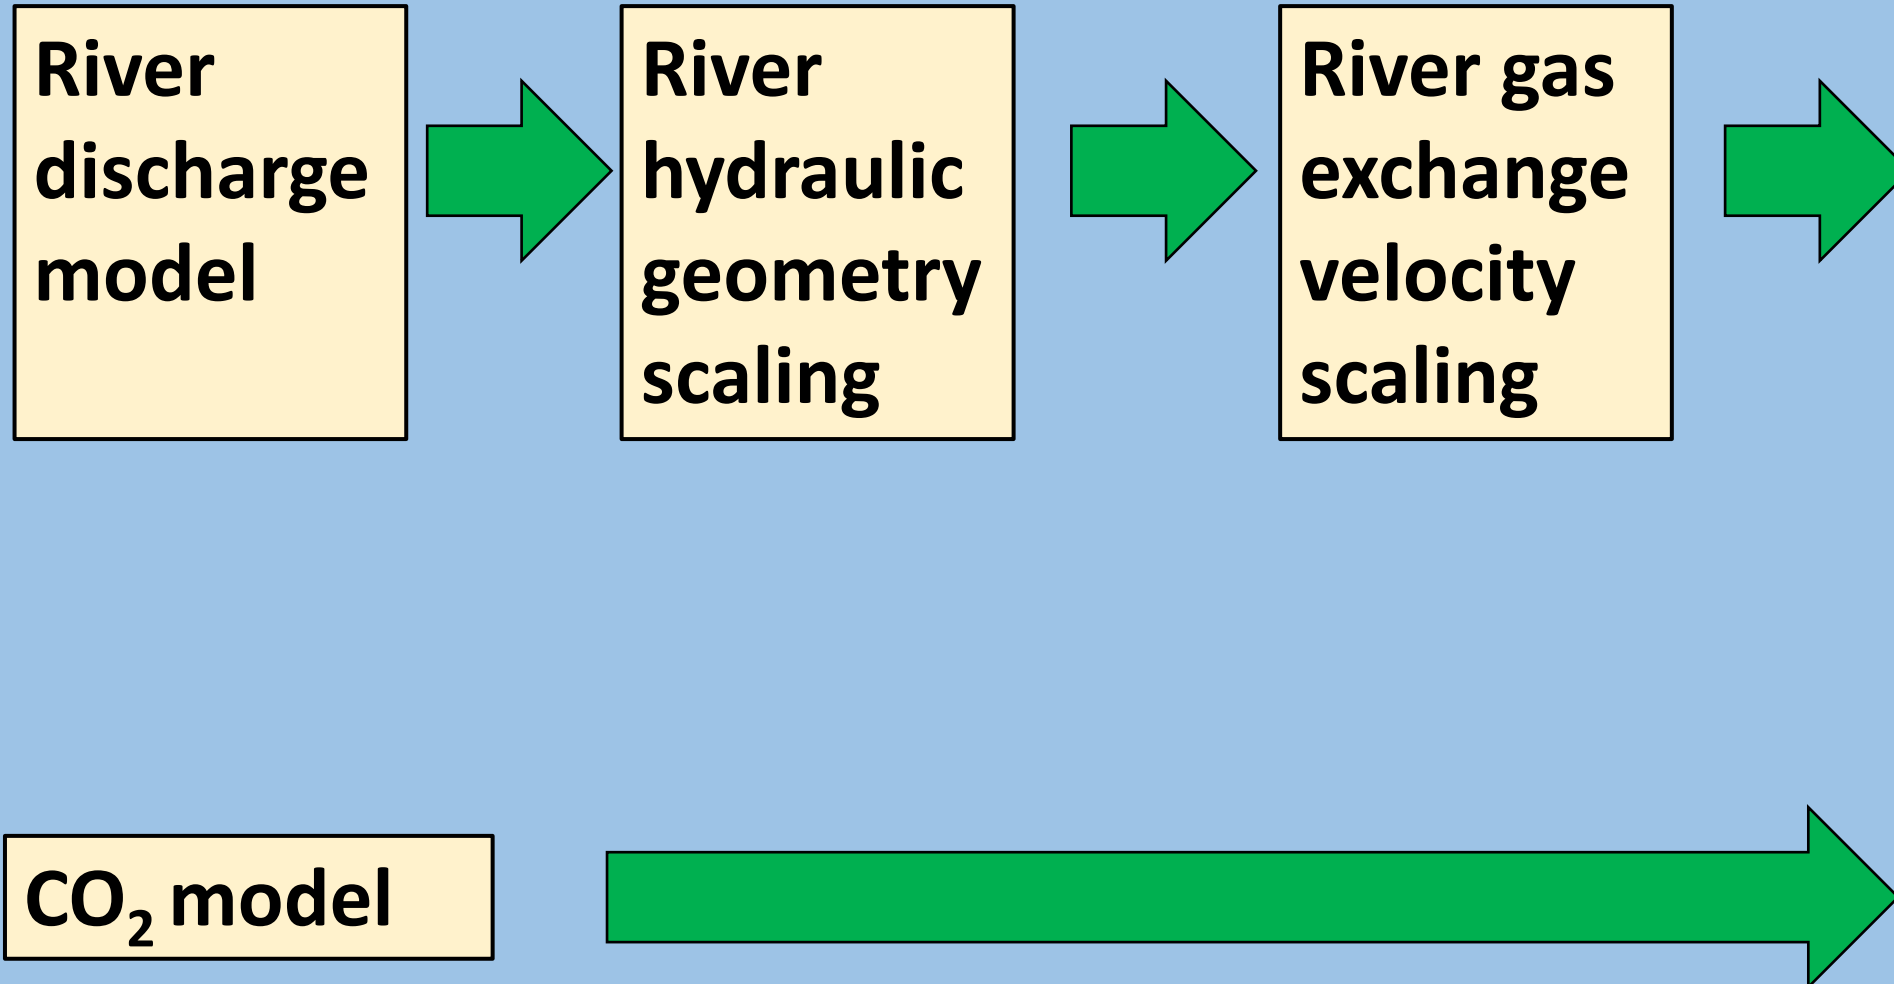 River
discharge
model
River
hydraulic
geometry
scaling
River gas
exchange
velocity
scaling
CO₂ model